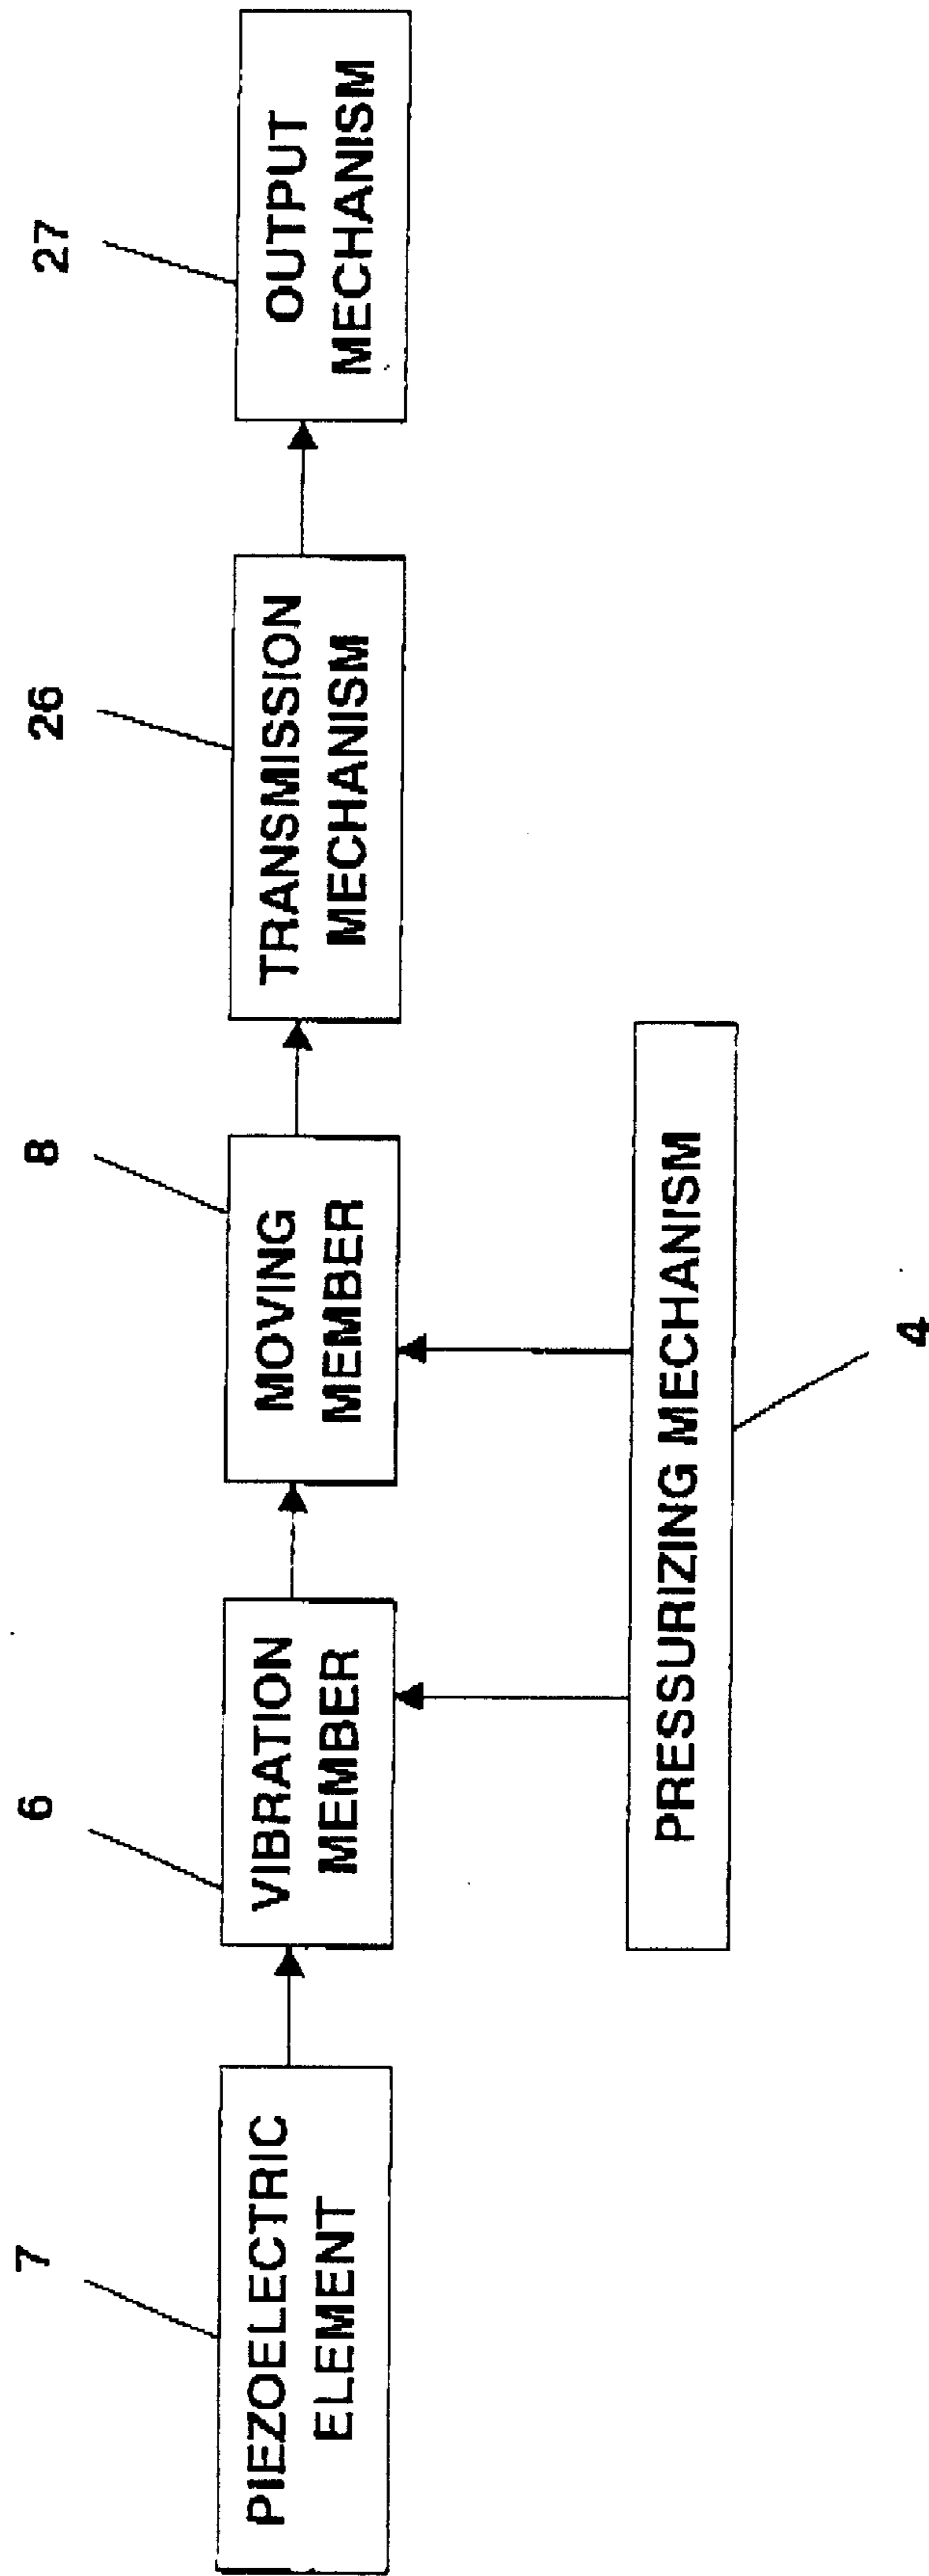 7
6
8
26
27
PIEZOELECTRIC
ELEMENT
VIBRATION
MEMBER
MOVING
MEMBER
TRANSMISSION
MECHANISM
OUTPUT
MECHANISM
PRESSURIZING MECHANISM
4